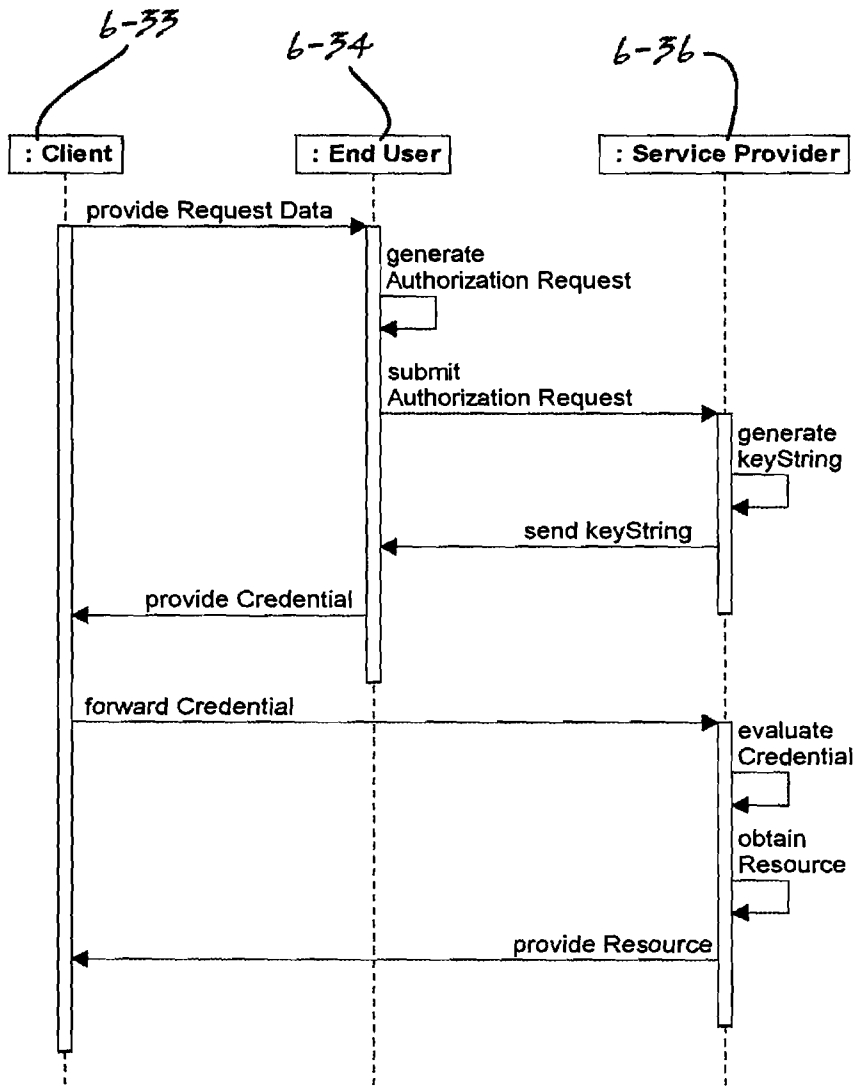 6-33
6-34
6-36
: Client
: End User
: Service Provider
provide Request Data
generate
Authorization Request
submit
Authorization Request
generate
keyString
send keyString
provide Credential
forward Credential
evaluate
Credential
obtain
Resource
provide Resource